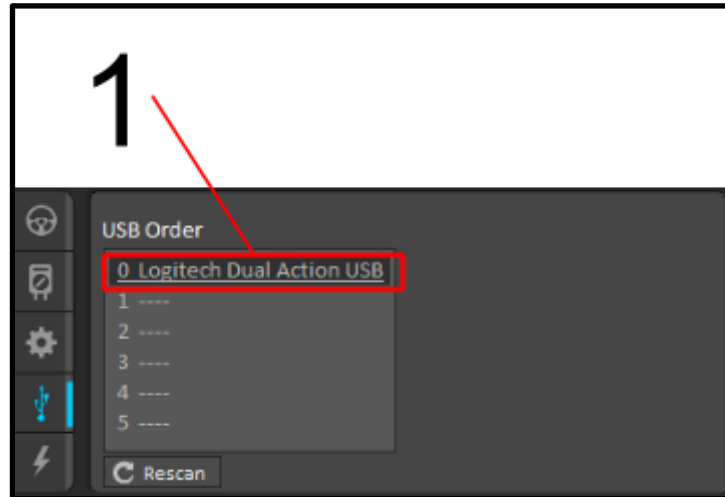 1
USB Order
0 Logitech Dual Action USB
1 ----
2 ----
3 ----
4 ----
5 ----
Rescan